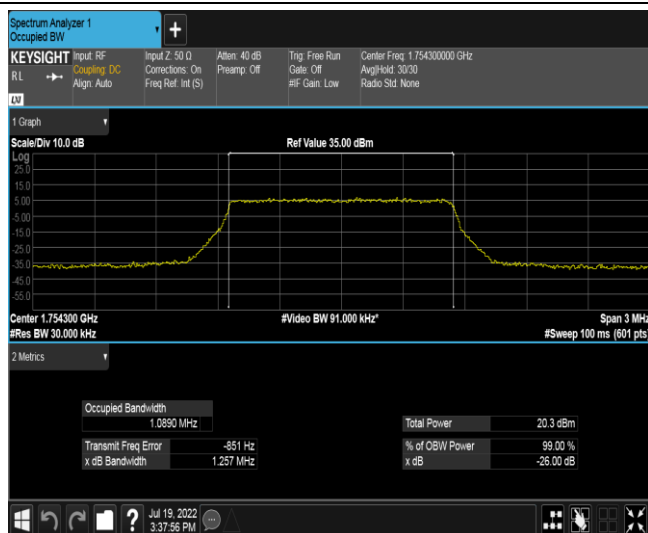 Spectrum Analyzer 1
Occupied BW
KEYSIGHT
RL
LXI
Input: RF
Coupling: DC
Align: Auto
Input Z: 50 Ω
Corrections: On
Freq Ref: Int (S)
Atten: 40 dB
Preamp: Off
Trig: Free Run
Gate: Off
#IF Gain: Low
Center Freq: 1.754300000 GHz
Avg|Hold: 30/30
Radio Std: None
1 Graph
Scale/Div 10.0 dB
Ref Value 35.00 dBm
Log
25.0
15.0
5.00
-5.00
-15.0
-25.0
-35.0
-45.0
-55.0
Center 1.754300 GHz
#Video BW 91.000 kHz*
Span 3 MHz
#Res BW 30.000 kHz
#Sweep 100 ms (601 pts
2 Metrics
Occupied Bandwidth
1.0890 MHz
Total Power 20.3 dBm
Transmit Freq Error -851 Hz
% of OBW Power 99.00 %
x dB Bandwidth 1.257 MHz
x dB -26.00 dB
?
Jul 19, 2022
3:37:56 PM